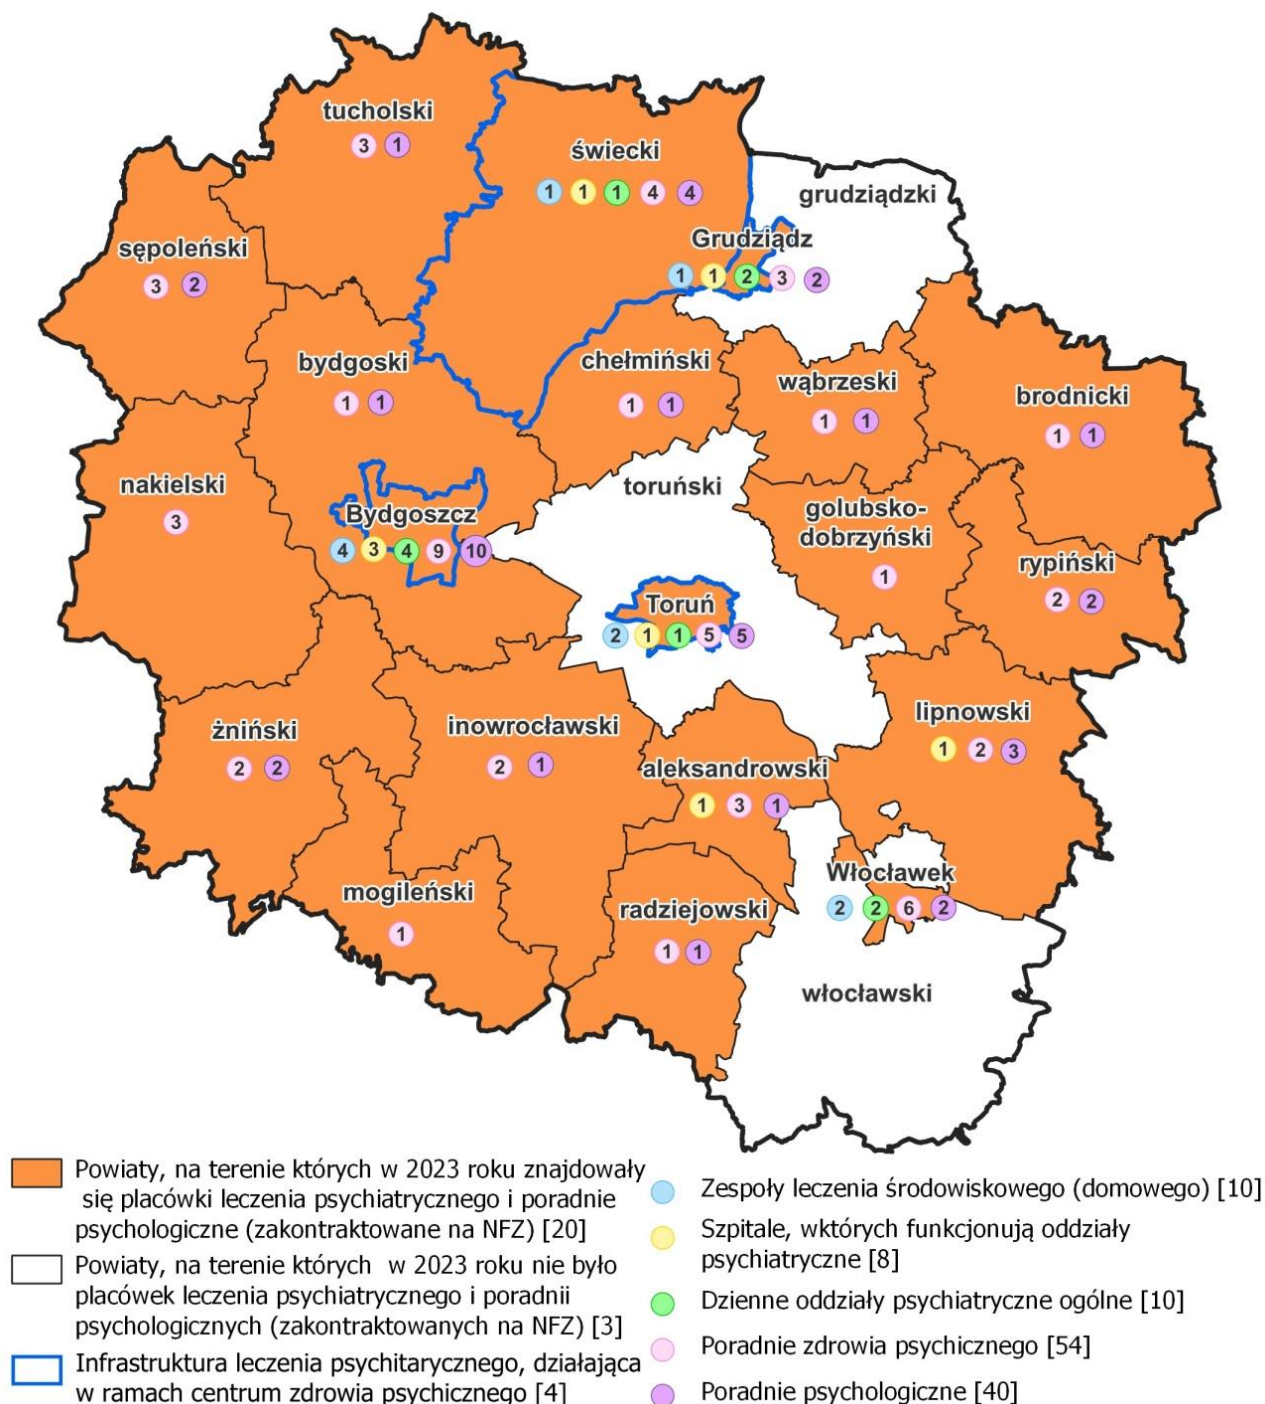 tucholski
3 1
świecki
1 1 1 4 4
grudziądzki
Grudziądz
1 1 2 3 2
sępoleński
3 2
bydgoski
1 1
chełmiński
1 1
wąbrzeski
1 1
brodnicki
1 1
nakielski
3
Bydgoszcz
4 3 4 9 10
toruński
golubsko-
dobrzyński
1
rypiński
2 2
Toruń
2 1 1 5 5
żniński
2 2
inowrocławski
2 1
aleksandrowski
1 3 1
lipnowski
1 2 3
mogileński
1
radziejowski
1 1
Włocławek
2 2 6 2
włocławski
Powiaty, na terenie których w 2023 roku znajdowały
się placówki leczenia psychiatrycznego i poradnie
psychologiczne (zakontraktowane na NFZ) [20]
Powiaty, na terenie których w 2023 roku nie było
placówek leczenia psychiatrycznego i poradnii
psychologicznych (zakontraktowanych na NFZ) [3]
Infrastruktura leczenia psychitarycznego, działająca
w ramach centrum zdrowia psychicznego [4]
Zespoły leczenia środowiskowego (domowego) [10]
Szpitale, wktórych funkcjonują oddziały
psychiatryczne [8]
Dzienne oddziały psychiatryczne ogólne [10]
Poradnie zdrowia psychicznego [54]
Poradnie psychologiczne [40]